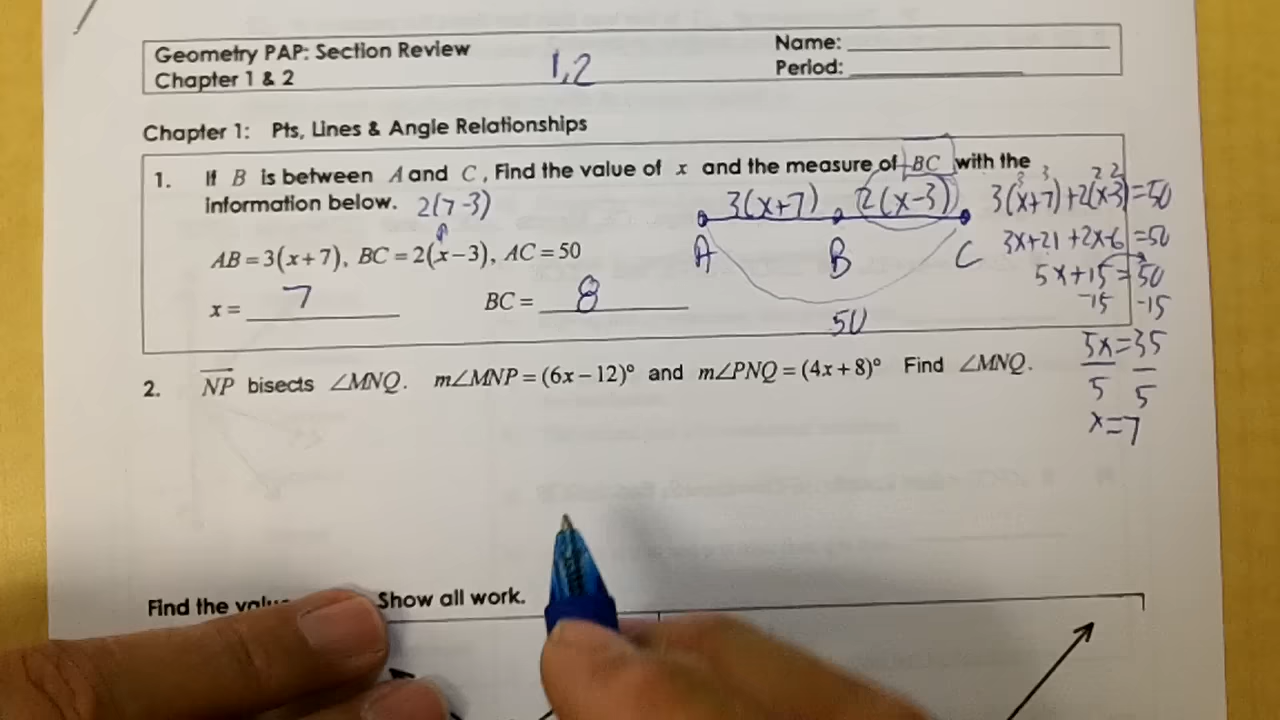 Geometry PAP: Section Review
Chapter 1 & 2
1,2
Name:
Period:
Chapter 1: Pts, Lines & Angle Relationships
1. If B is between A and C, Find the value of x and the measure of BC with the
information below. 2(7-3)
AB = 3(x+7), BC = 2(x-3), AC = 50
x = 7
BC = 8
3(x+7) 2(x-3)
A B C
50
3(x+7)+2(x-3)=50
3x+21+2x-6=50
5x+15=50
-15 -15
5x=35
5 5
x=7
2. NP bisects ∠MNQ. m∠MNP = (6x-12)° and m∠PNQ = (4x+8)° Find ∠MNQ.
Find the Show all work.